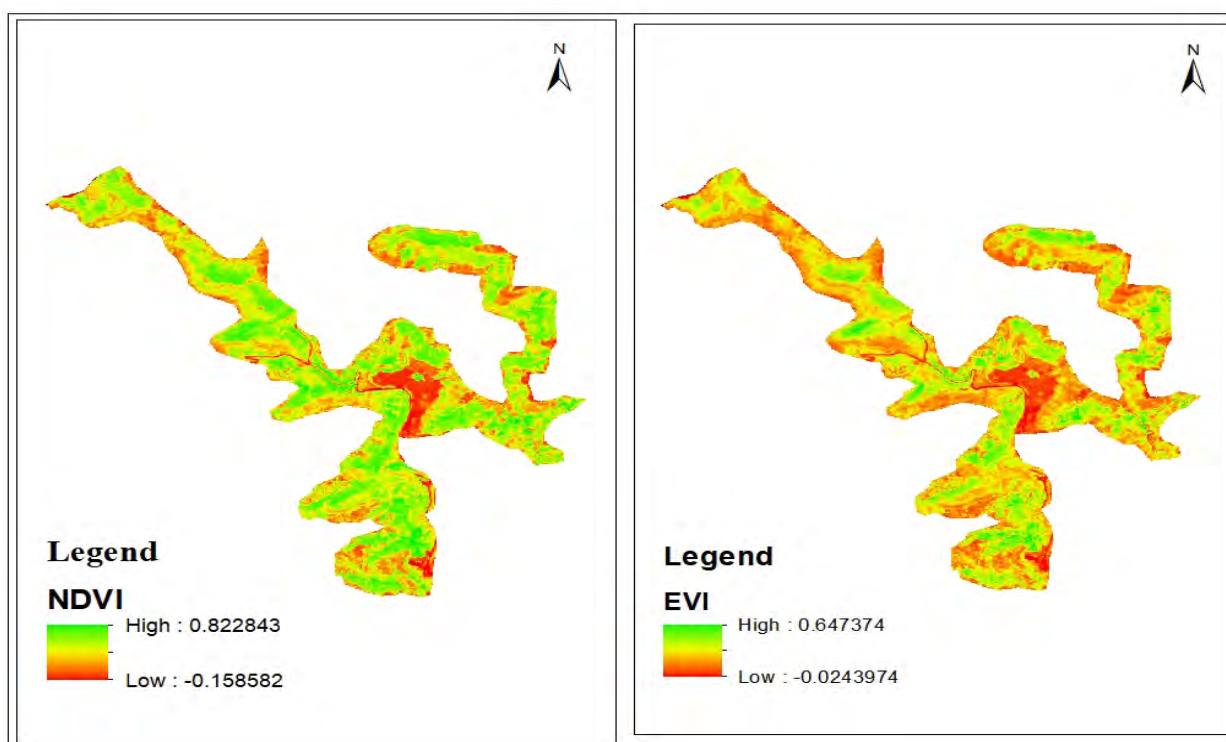 N
Legend
NDVI
High : 0.822843
Low : -0.158582
N
Legend
EVI
High : 0.647374
Low : -0.0243974